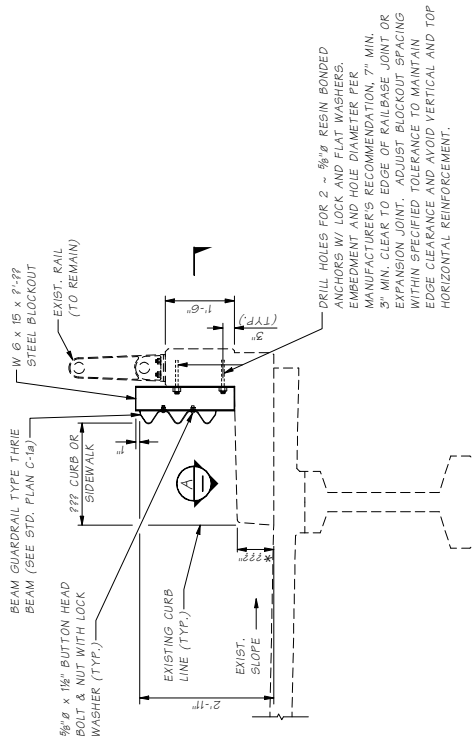 W 6 x 15 x ?'-??
STEEL BLOCKOUT
EXIST. RAIL
(TO REMAIN)
BEAM GUARDRAIL TYPE THRIE
BEAM (SEE STD. PLAN C-1a)
1"
1'-6"
3"
(TYP.)
??? CURB OR
SIDEWALK
A
⅝"ø x 1½" BUTTON HEAD
BOLT & NUT WITH LOCK
WASHER (TYP.)
EXISTING CURB
LINE (TYP.)
*???"
EXIST.
SLOPE
2'-11"
DRILL HOLES FOR 2 ~ ⅝"ø RESIN BONDED
ANCHORS W/ LOCK AND FLAT WASHERS.
EMBEDMENT AND HOLE DIAMETER PER
MANUFACTURER'S RECOMMENDATION, 7" MIN.
3" MIN. CLEAR TO EDGE OF RAILBASE JOINT OR
EXPANSION JOINT. ADJUST BLOCKOUT SPACING
WITHIN SPECIFIED TOLERANCE TO MAINTAIN
EDGE CLEARANCE AND AVOID VERTICAL AND TOP
HORIZONTAL REINFORCEMENT.